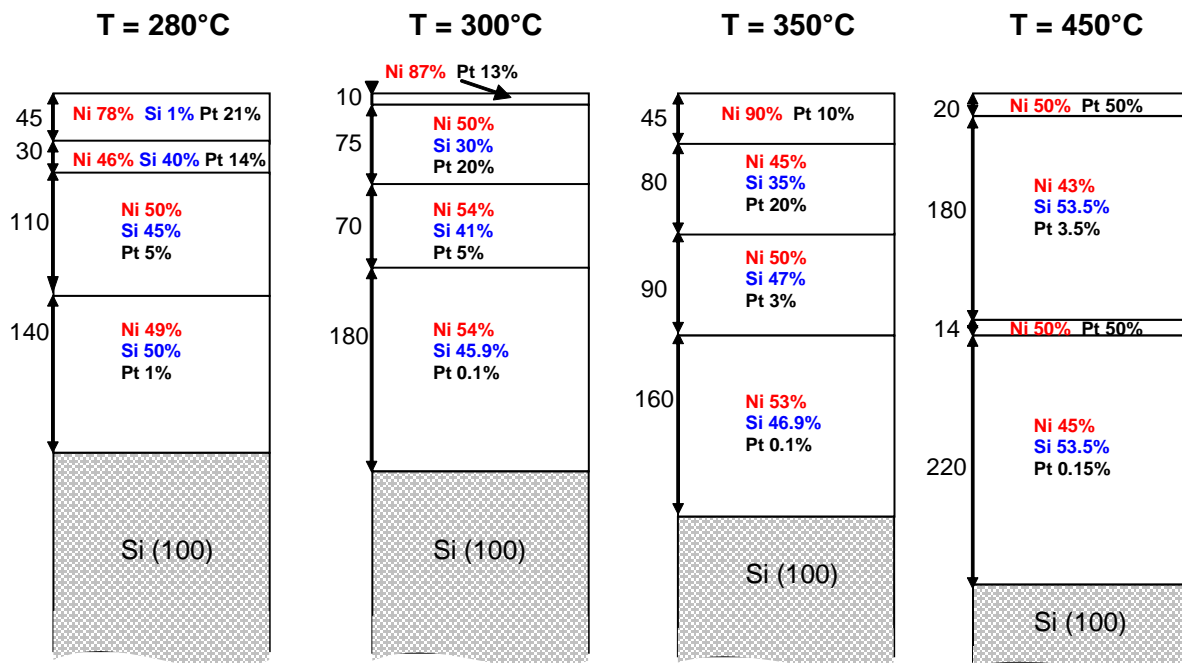 T = 280°C
45
Ni 78% Si 1% Pt 21%
30
Ni 46% Si 40% Pt 14%
110
Ni 50%
Si 45%
Pt 5%
140
Ni 49%
Si 50%
Pt 1%
Si (100)
T = 300°C
Ni 87% Pt 13%
10
75
Ni 50%
Si 30%
Pt 20%
70
Ni 54%
Si 41%
Pt 5%
180
Ni 54%
Si 45.9%
Pt 0.1%
Si (100)
T = 350°C
45
Ni 90% Pt 10%
80
Ni 45%
Si 35%
Pt 20%
90
Ni 50%
Si 47%
Pt 3%
160
Ni 53%
Si 46.9%
Pt 0.1%
Si (100)
T = 450°C
20
Ni 50% Pt 50%
180
Ni 43%
Si 53.5%
Pt 3.5%
14
Ni 50% Pt 50%
220
Ni 45%
Si 53.5%
Pt 0.15%
Si (100)